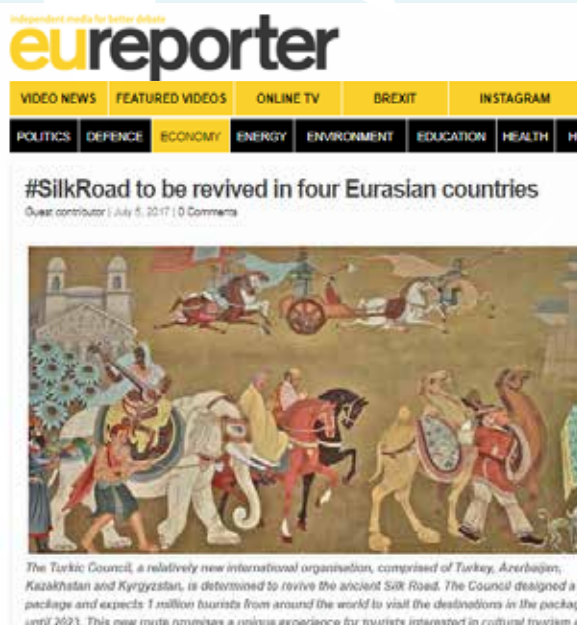 independent media for better debate
eureporter
VIDEO NEWS FEATURED VIDEOS ONLINE TV BREXIT INSTAGRAM
POLITICS DEFENCE ECONOMY ENERGY ENVIRONMENT EDUCATION HEALTH H
#SilkRoad to be revived in four Eurasian countries
Guest contributor | July 5, 2017 | 0 Comments
The Turkic Council, a relatively new international organisation, comprised of Turkey, Azerbaijan,
Kazakhstan and Kyrgyzstan, is determined to revive the ancient Silk Road. The Council designed a
package and expects 1 million tourists from around the world to visit the destinations in the packag
until 2023. This new route promises a unique experience for tourists interested in cultural tourism